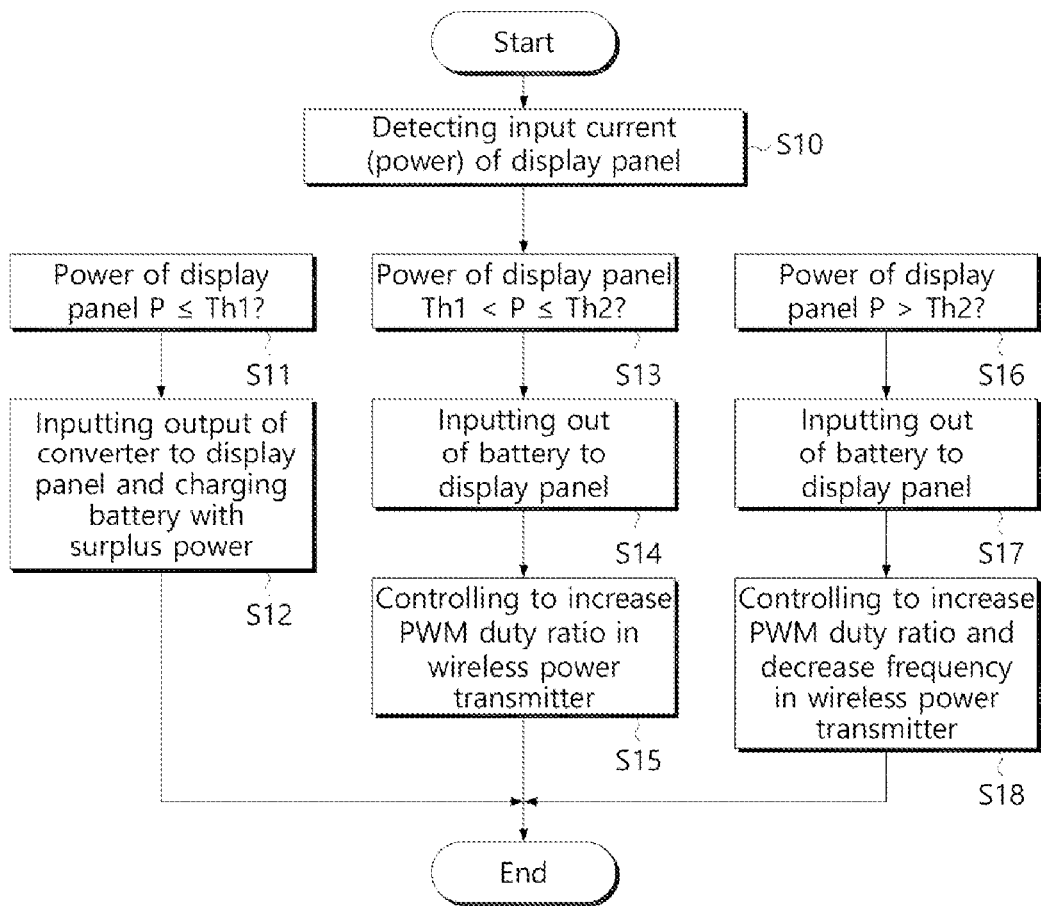 Start
Detecting input current
(power) of display panel
S10
Power of display
panel P ≤ Th1?
S11
Inputting output of
converter to display
panel and charging
battery with
surplus power
S12
Power of display panel
Th1 < P ≤ Th2?
S13
Inputting out
of battery to
display panel
S14
Controlling to increase
PWM duty ratio in
wireless power
transmitter
S15
Power of display
panel P > Th2?
S16
Inputting out
of battery to
display panel
S17
Controlling to increase
PWM duty ratio and
decrease frequency
in wireless power
transmitter
S18
End